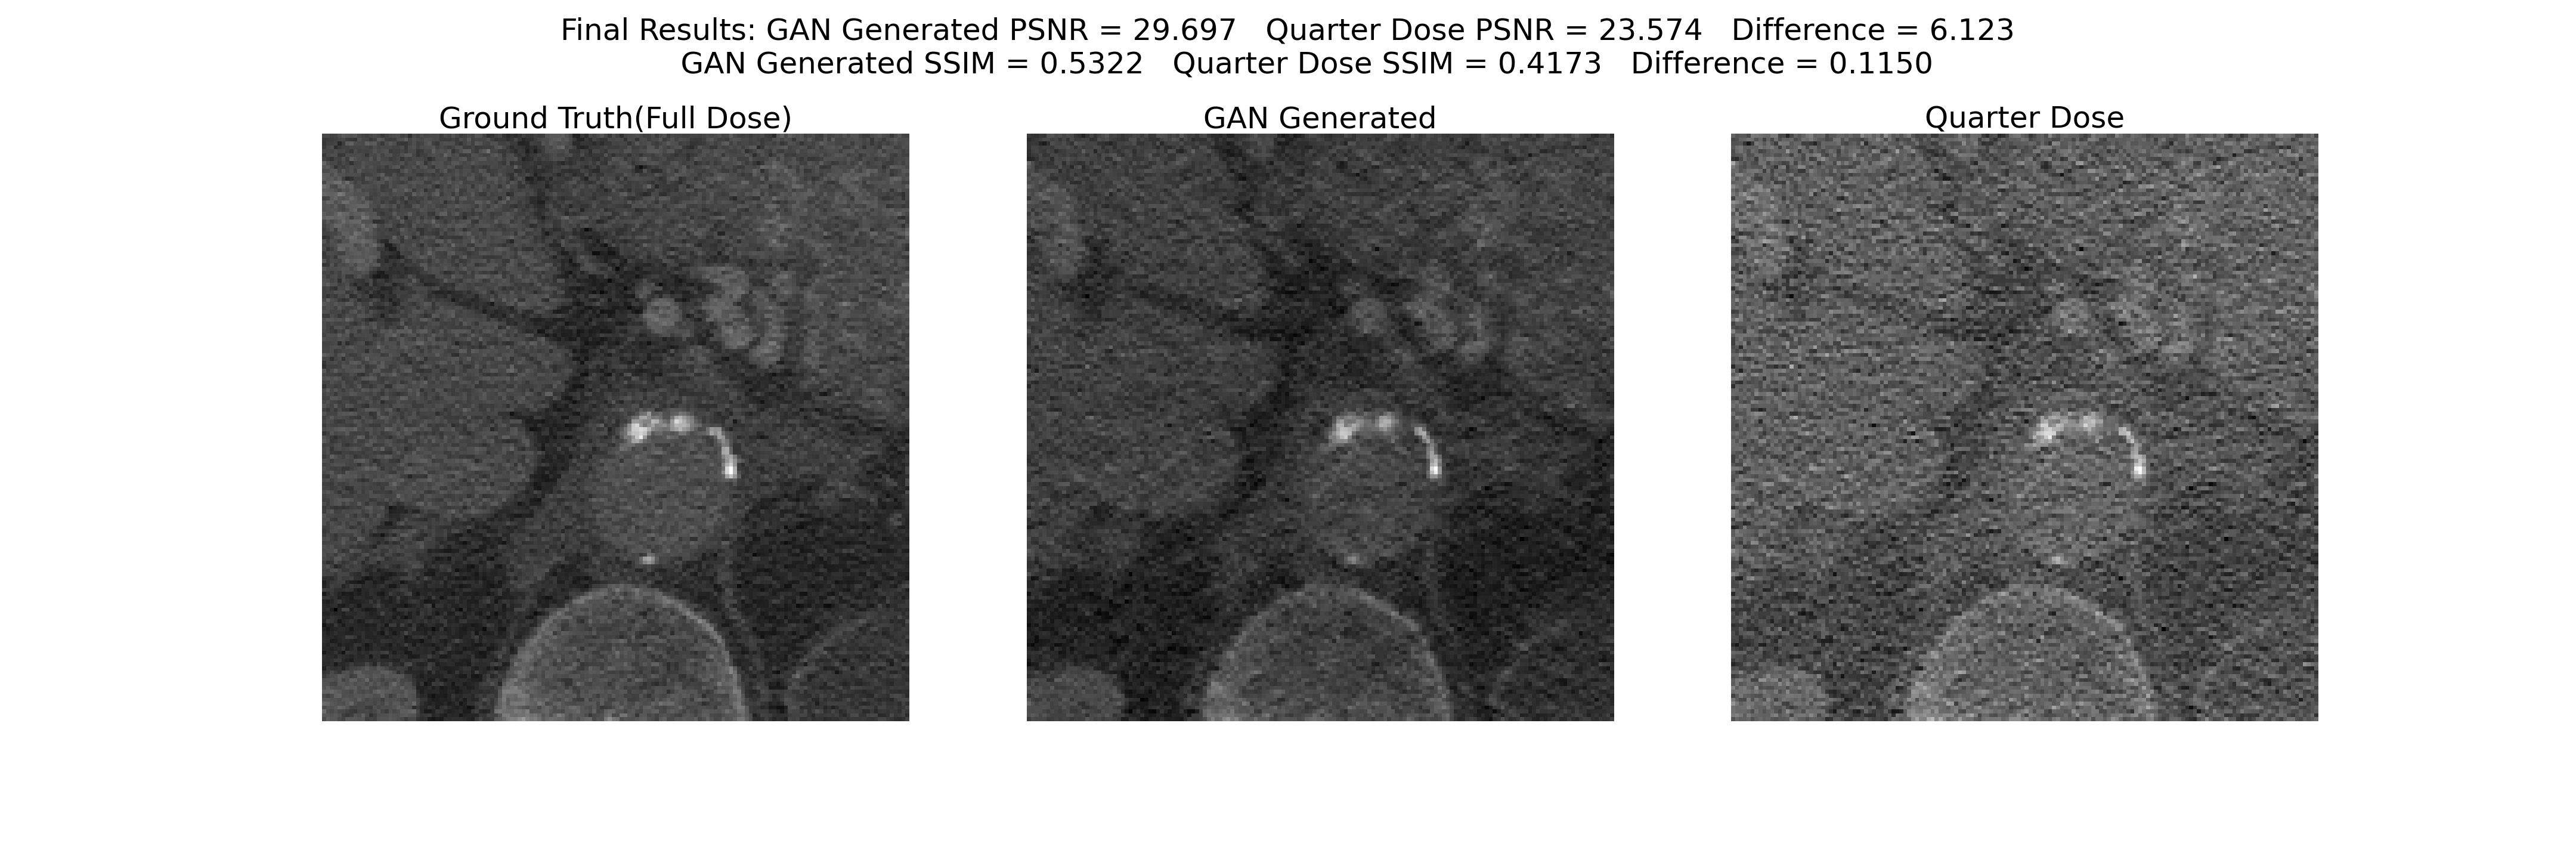 Final Results: GAN Generated PSNR = 29.697   Quarter Dose PSNR = 23.574   Difference = 6.123
GAN Generated SSIM = 0.5322   Quarter Dose SSIM = 0.4173   Difference = 0.1150
Ground Truth(Full Dose)
GAN Generated
Quarter Dose